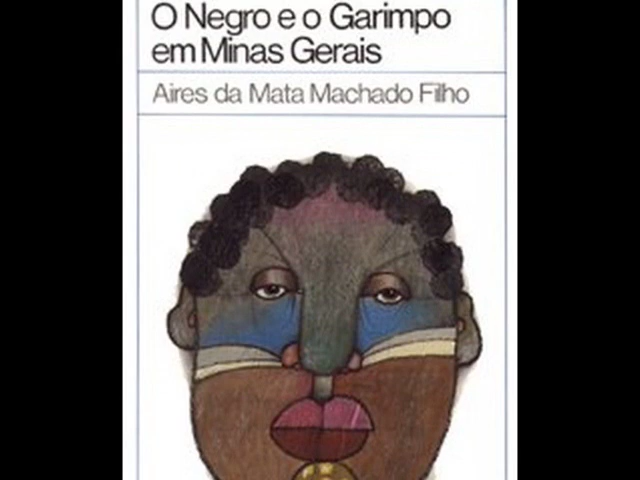 O Negro e o Garimpo
em Minas Gerais
Aires da Mata Machado Filho